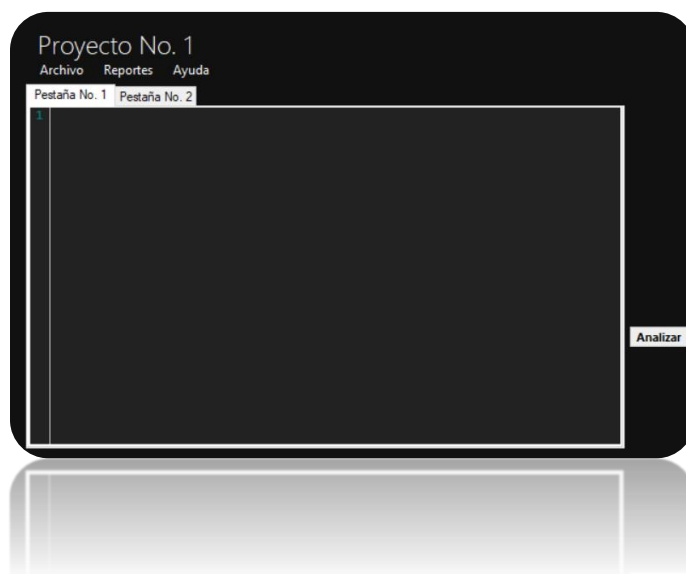 Proyecto No. 1
Archivo Reportes Ayuda
Pestaña No. 1 Pestaña No. 2
1
Analizar